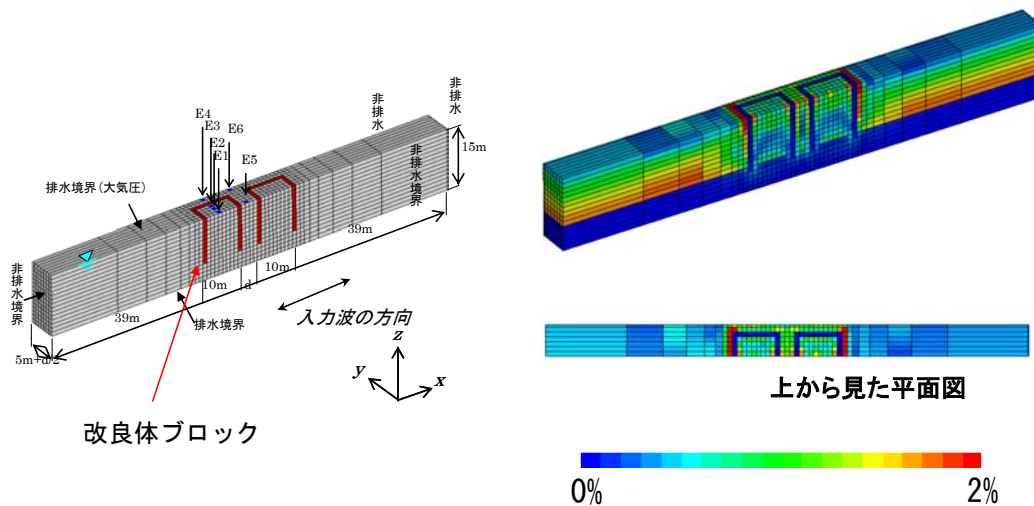 E4
E3
E2
E1
E6
E5
非排水
非排水境界
15m
排水境界(大気圧)
非排水境界
39m
10m
d
10m
39m
排水境界
入力波の方向
5m+d/2
z
y
x
改良体ブロック
上から見た平面図
0%
2%